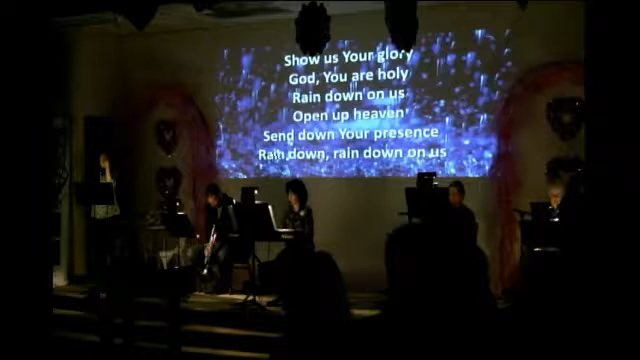 Show us Your glory
God, You are holy
Rain down on us
Open up heaven
Send down Your presence
Rain down, rain down on us